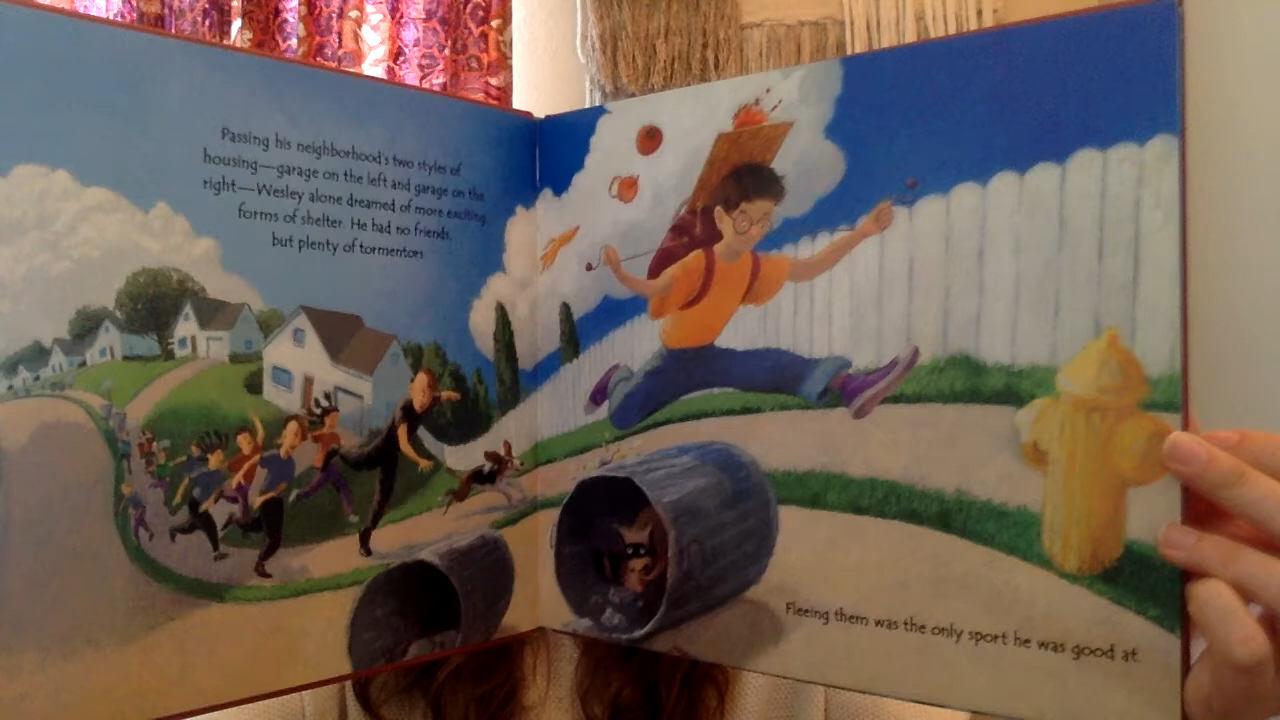 Passing his neighborhood's two styles of
housing—garage on the left and garage on the
right—Wesley alone dreamed of more exciting
forms of shelter. He had no friends,
but plenty of tormentors.
Fleeing them was the only sport he was good at.